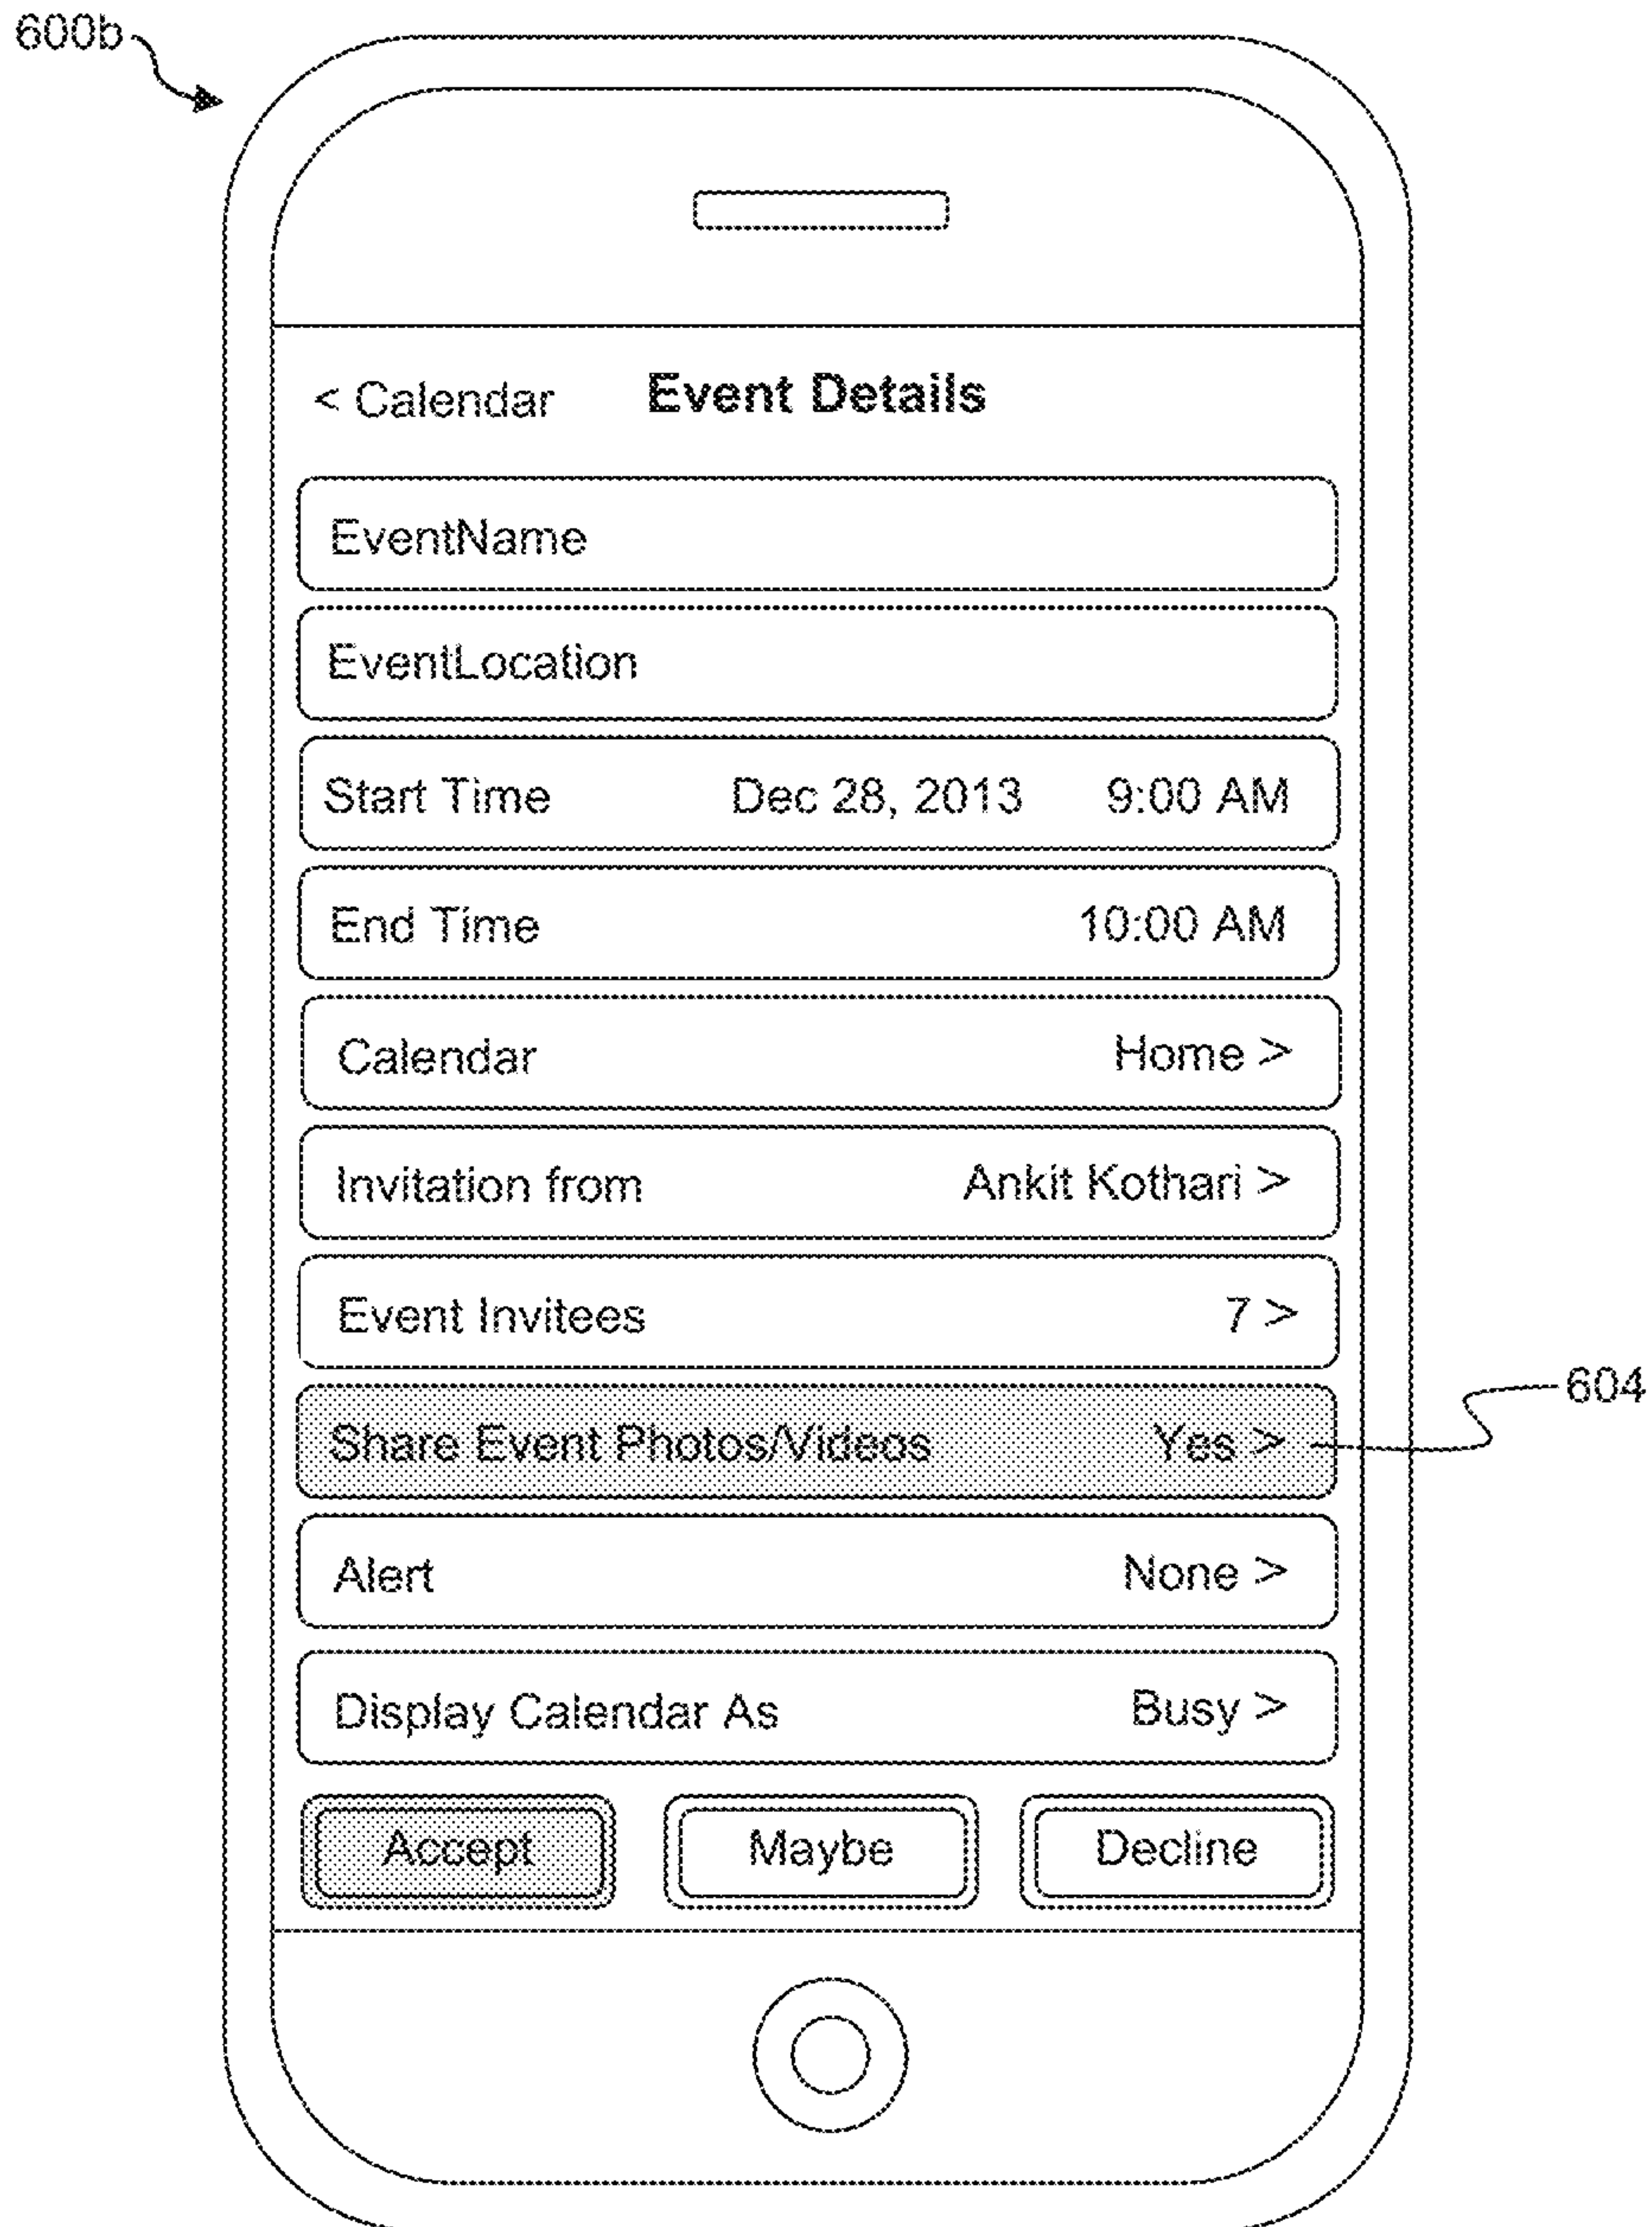 600b
< Calendar Event Details
EventName
EventLocation
Start Time Dec 28, 2013 9:00 AM
End Time 10:00 AM
Calendar Home >
Invitation from Ankit Kothari >
Event Invitees 7 >
Share Event Photos/Videos Yes >
604
Alert None >
Display Calendar As Busy >
Accept Maybe Decline